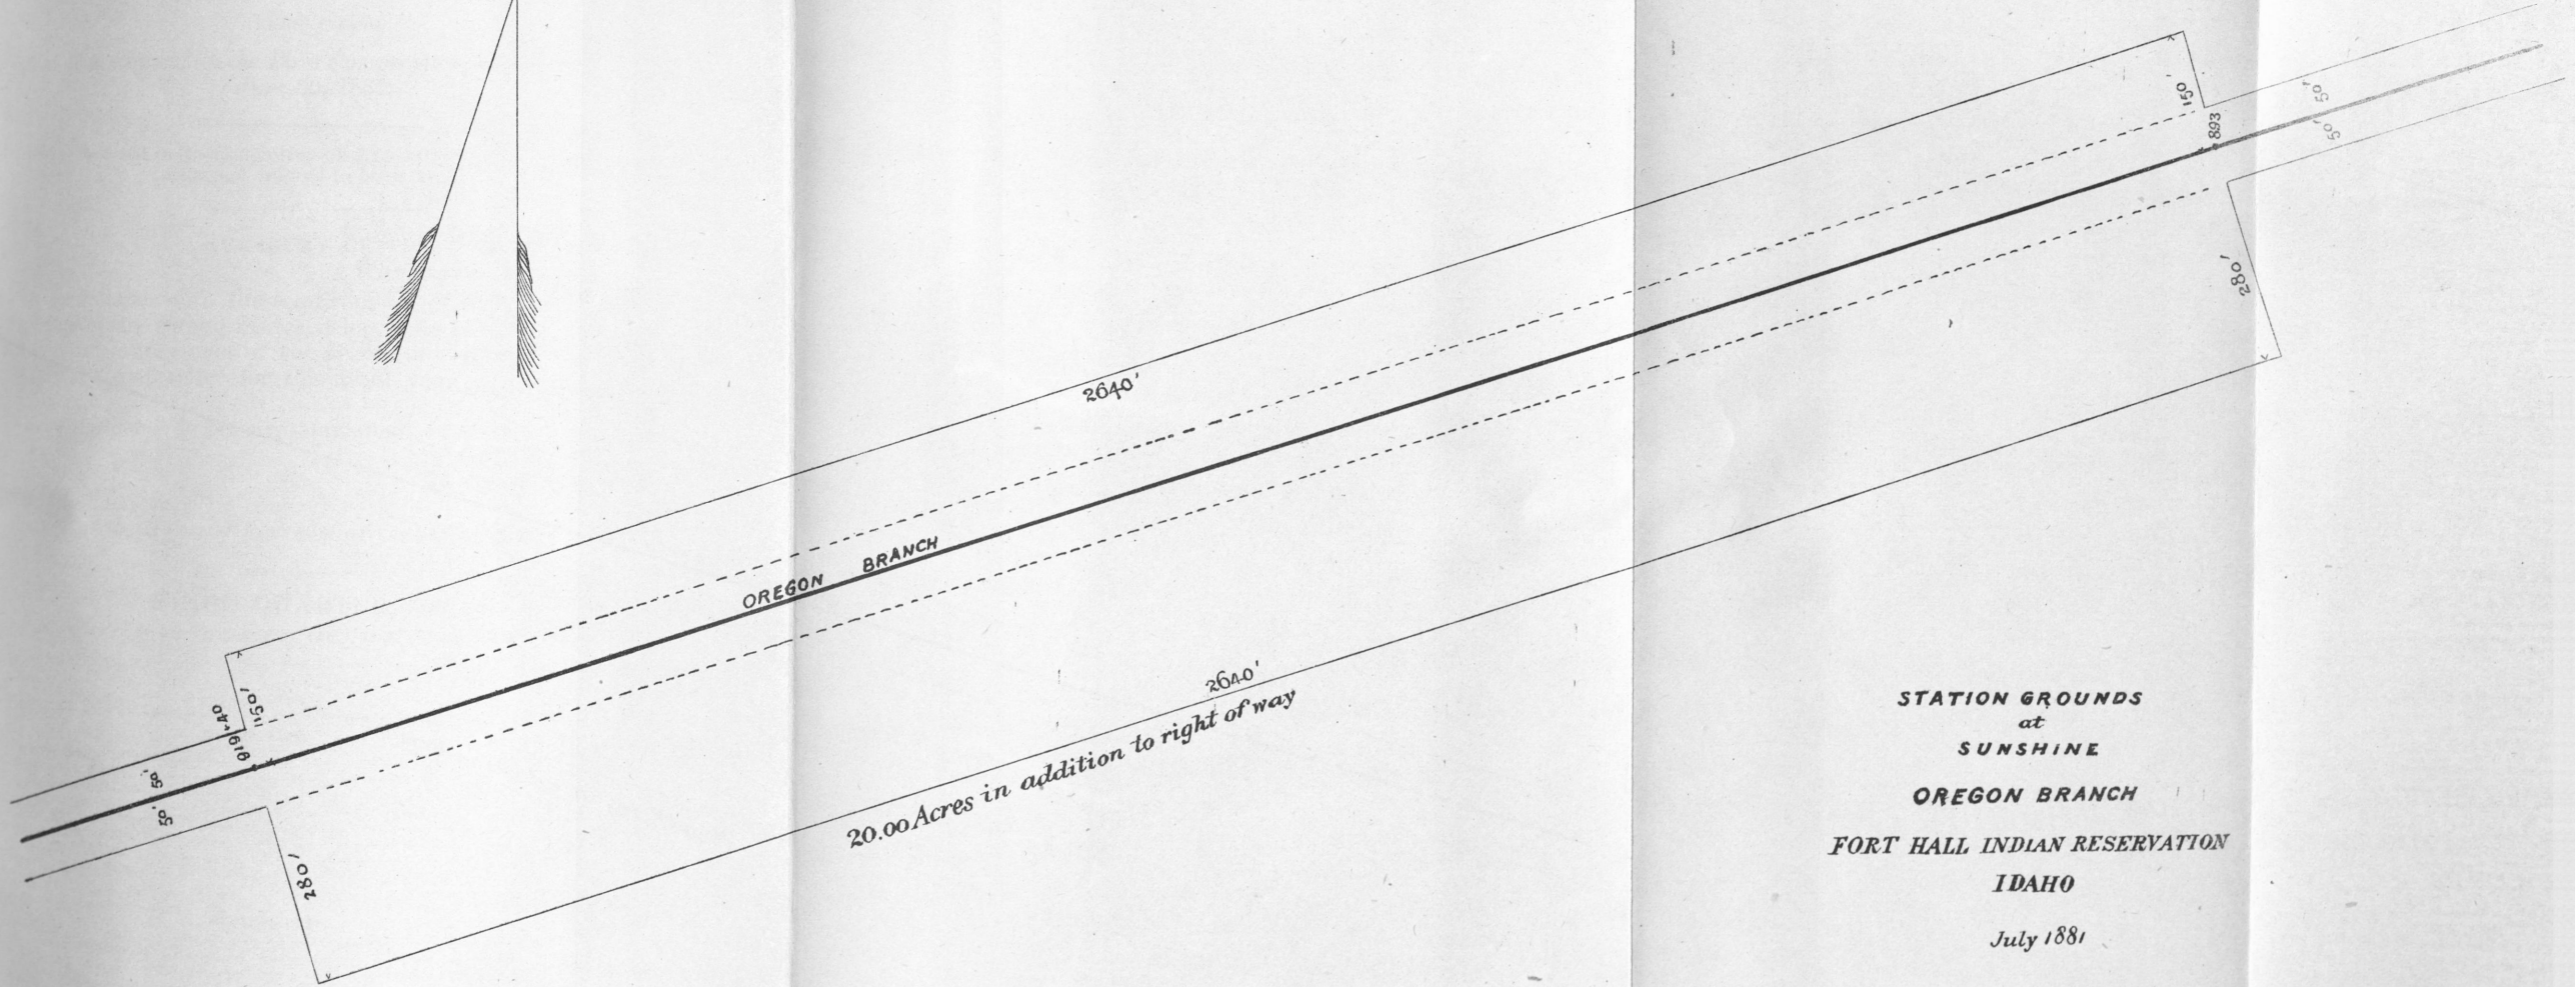 150'
893
50'
50'
280'
2640'
OREGON BRANCH
150'
919+40
50'
50'
280'
2640'
20.00 Acres in addition to right of way
STATION GROUNDS
at
SUNSHINE
OREGON BRANCH
FORT HALL INDIAN RESERVATION
IDAHO
July 1881